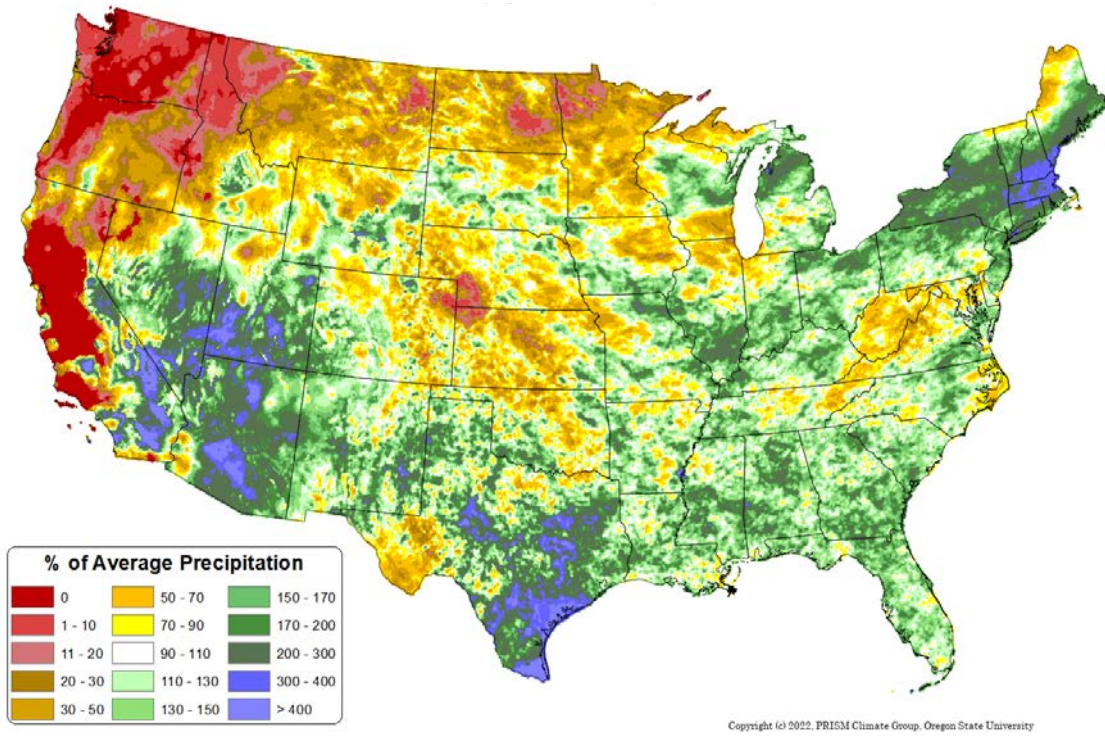 % of Average Precipitation
0
50 - 70
150 - 170
1 - 10
70 - 90
170 - 200
11 - 20
90 - 110
200 - 300
20 - 30
110 - 130
300 - 400
30 - 50
130 - 150
> 400
Copyright (c) 2022, PRISM Climate Group, Oregon State University